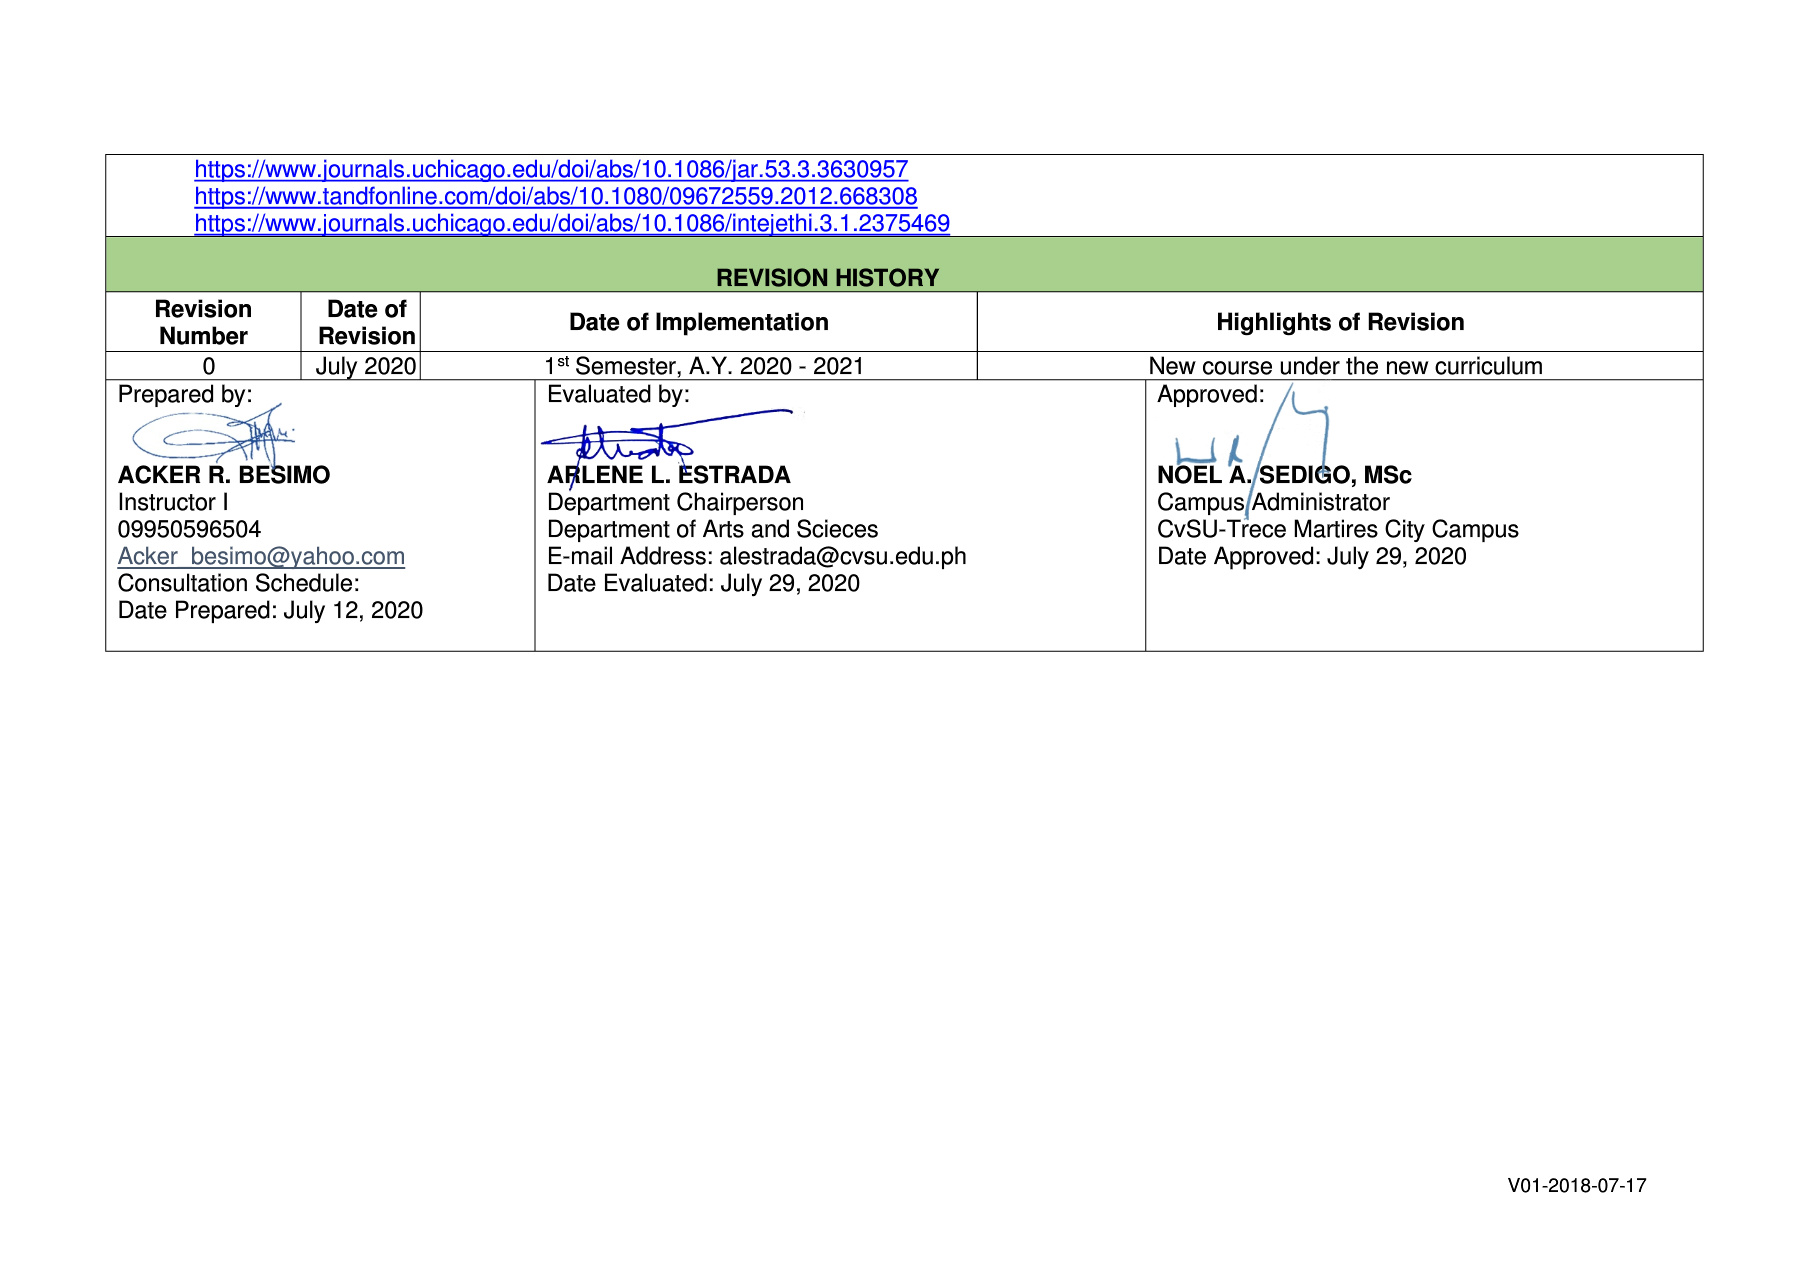 https://www.journals.uchicago.edu/doi/abs/10.1086/jar.53.3.3630957
https://www.tandfonline.com/doi/abs/10.1080/09672559.2012.668308
https://www.journals.uchicago.edu/doi/abs/10.1086/intejethi.3.1.2375469
REVISION HISTORY
Revision Number
Date of Revision
Date of Implementation
Highlights of Revision
0
July 2020
1st Semester, A.Y. 2020 - 2021
New course under the new curriculum
Prepared by:
ACKER R. BESIMO
Instructor I
09950596504
Acker_besimo@yahoo.com
Consultation Schedule:
Date Prepared: July 12, 2020
Evaluated by:
ARLENE L. ESTRADA
Department Chairperson
Department of Arts and Scieces
E-mail Address: alestrada@cvsu.edu.ph
Date Evaluated: July 29, 2020
Approved:
NOEL A. SEDIGO, MSc
Campus Administrator
CvSU-Trece Martires City Campus
Date Approved: July 29, 2020
V01-2018-07-17